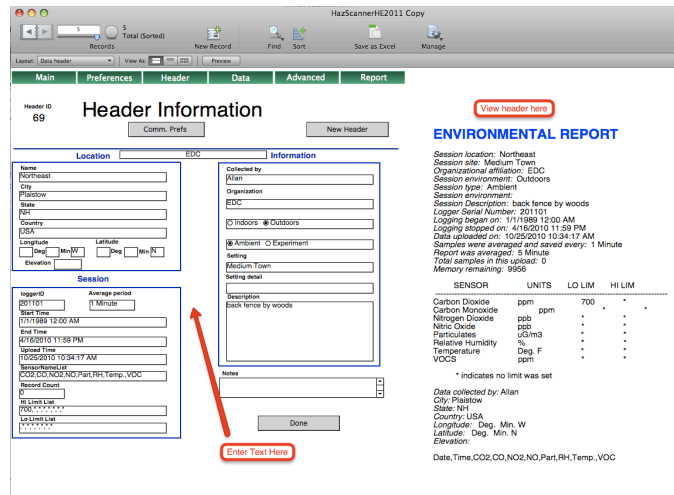 HazScannerHE2011 Copy
5
5
Total (Sorted)
Records
New Record
Find
Sort
Save as Excel
Manage
Layout: Data header
View As:
Preview
Main
Preferences
Header
Data
Advanced
Report
Header ID
69
Header Information
Comm. Prefs
New Header
Location
EDC
Information
Name
Northeast
City
Plaistow
State
NH
Country
USA
Longitude
Latitude
Deg
Min W
Deg
Min N
Elevation
Session
loggerID
Average period
201101
1 Minute
Start Time
1/1/1989 12:00 AM
End Time
4/16/2010 11:59 PM
Upload Time
10/25/2010 10:34:17 AM
SensorNameList
CO2,CO,NO2,NO,Part,RH,Temp.,VOC
Record Count
0
Hi Limit List
700,*,*,*,*,*,*,*
Lo Limit List
*,*,*,*,*,*,*
Collected by
Allan
Organization
EDC
Indoors
Outdoors
Ambient
Experiment
Setting
Medium Town
Setting detail
Description
back fence by woods
Notes
Done
Enter Text Here
View header here
ENVIRONMENTAL REPORT
Session location: Northeast
Session site: Medium Town
Organizational affiliation: EDC
Session environment: Outdoors
Session type: Ambient
Session environment:
Session Description: back fence by woods
Logger Serial Number: 201101
Logging began on: 1/1/1989 12:00 AM
Logging stopped on: 4/16/2010 11:59 PM
Data uploaded on: 10/25/2010 10:34:17 AM
Samples were averaged and saved every: 1 Minute
Report was averaged: 5 Minute
Total samples in this upload: 0
Memory remaining: 9956
SENSOR UNITS LO LIM HI LIM
Carbon Dioxide ppm 700 *
Carbon Monoxide ppm * *
Nitrogen Dioxide ppb * *
Nitric Oxide ppb * *
Particulates uG/m3 * *
Relative Humidity % * *
Temperature Deg. F * *
VOCS ppm * *
* indicates no limit was set
Data collected by: Allan
City: Plaistow
State: NH
Country: USA
Longitude: Deg. Min. W
Latitude: Deg. Min. N
Elevation:
Date,Time,CO2,CO,NO2,NO,Part,RH,Temp.,VOC